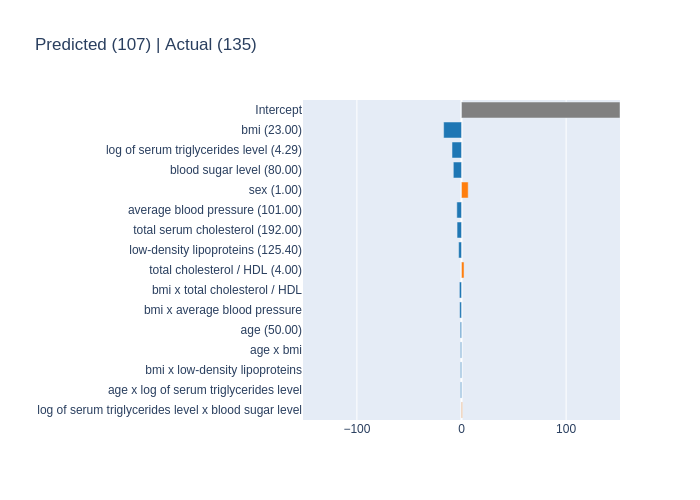 Predicted (107) | Actual (135)
Intercept
bmi (23.00)
log of serum triglycerides level (4.29)
blood sugar level (80.00)
sex (1.00)
average blood pressure (101.00)
total serum cholesterol (192.00)
low-density lipoproteins (125.40)
total cholesterol / HDL (4.00)
bmi x total cholesterol / HDL
bmi x average blood pressure
age (50.00)
age x bmi
bmi x low-density lipoproteins
age x log of serum triglycerides level
log of serum triglycerides level x blood sugar level
−100 0 100